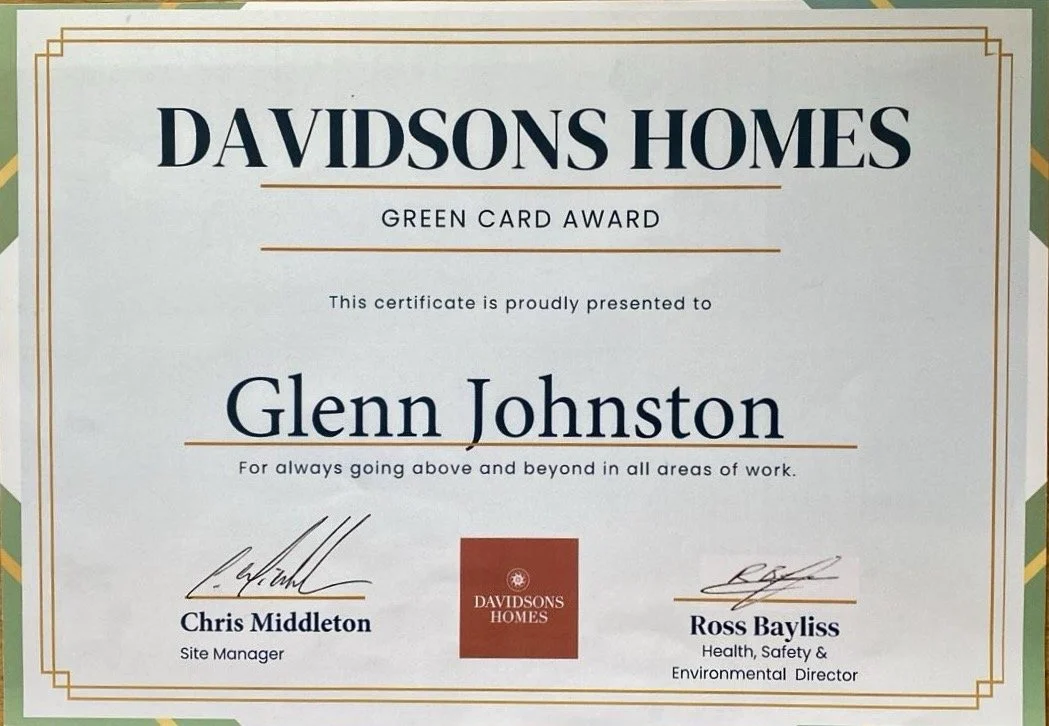 DAVIDSONS HOMES
GREEN CARD AWARD
This certificate is proudly presented to
Glenn Johnston
For always going above and beyond in all areas of work.
Chris Middleton
Site Manager
DAVIDSONS
HOMES
Ross Bayliss
Health, Safety &
Environmental Director